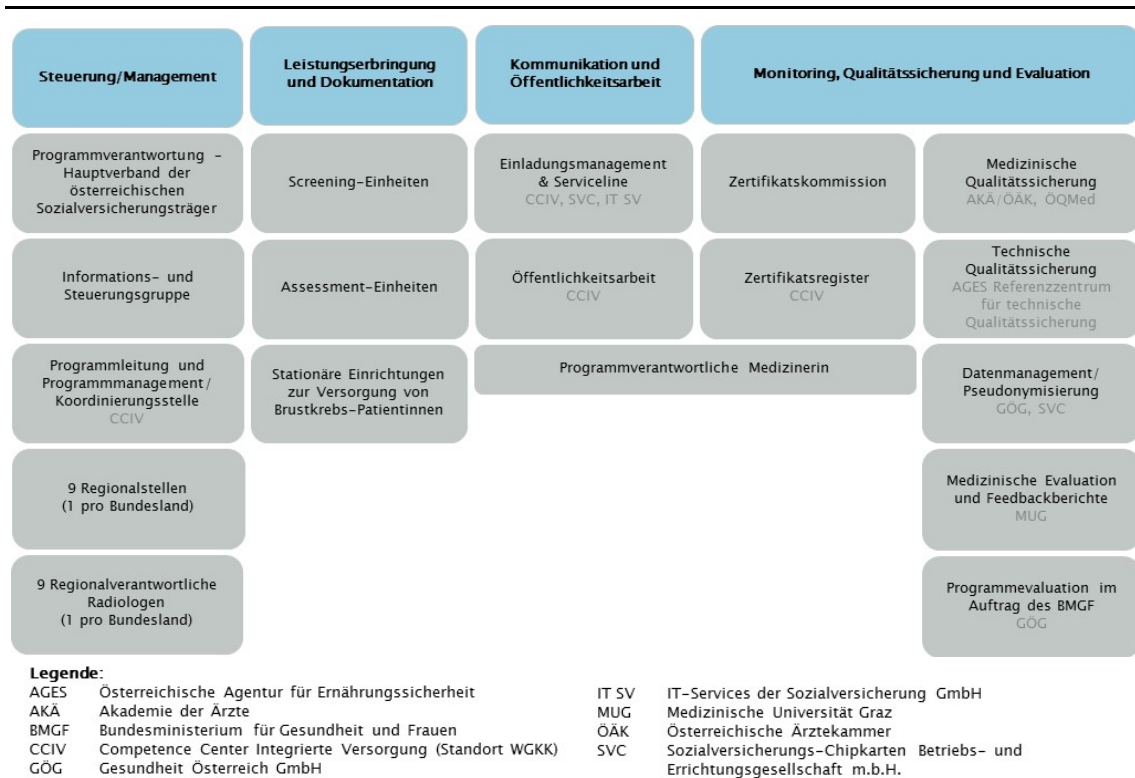 Steuerung/Management
Leistungserbringung
und Dokumentation
Kommunikation und
Öffentlichkeitsarbeit
Monitoring, Qualitätssicherung und Evaluation
Programmverantwortung –
Hauptverband der
österreichischen
Sozialversicherungsträger
Screening-Einheiten
Einladungsmanagement
& Serviceline
CCIV, SVC, IT SV
Zertifikatskommission
Medizinische
Qualitätssicherung
AKÄ/ÖÄK, ÖQMed
Informations- und
Steuerungsgruppe
Assessment-Einheiten
Öffentlichkeitsarbeit
CCIV
Zertifikatsregister
CCIV
Technische
Qualitätssicherung
AGES Referenzzentrum
für technische
Qualitätssicherung
Programmleitung und
Programmmanagement/
Koordinierungsstelle
CCIV
Stationäre Einrichtungen
zur Versorgung von
Brustkrebs-Patientinnen
Programmverantwortliche Medizinerin
Datenmanagement/
Pseudonymisierung
GÖG, SVC
9 Regionalstellen
(1 pro Bundesland)
Medizinische Evaluation
und Feedbackberichte
MUG
9 Regionalverantwortliche
Radiologen
(1 pro Bundesland)
Programmevaluation im
Auftrag des BMGF
GÖG
Legende:
AGES Österreichische Agentur für Ernährungssicherheit
AKÄ Akademie der Ärzte
BMGF Bundesministerium für Gesundheit und Frauen
CCIV Competence Center Integrierte Versorgung (Standort WGKK)
GÖG Gesundheit Österreich GmbH
IT SV IT-Services der Sozialversicherung GmbH
MUG Medizinische Universität Graz
ÖÄK Österreichische Ärztekammer
SVC Sozialversicherungs-Chipkarten Betriebs- und
Errichtungsgesellschaft m.b.H.